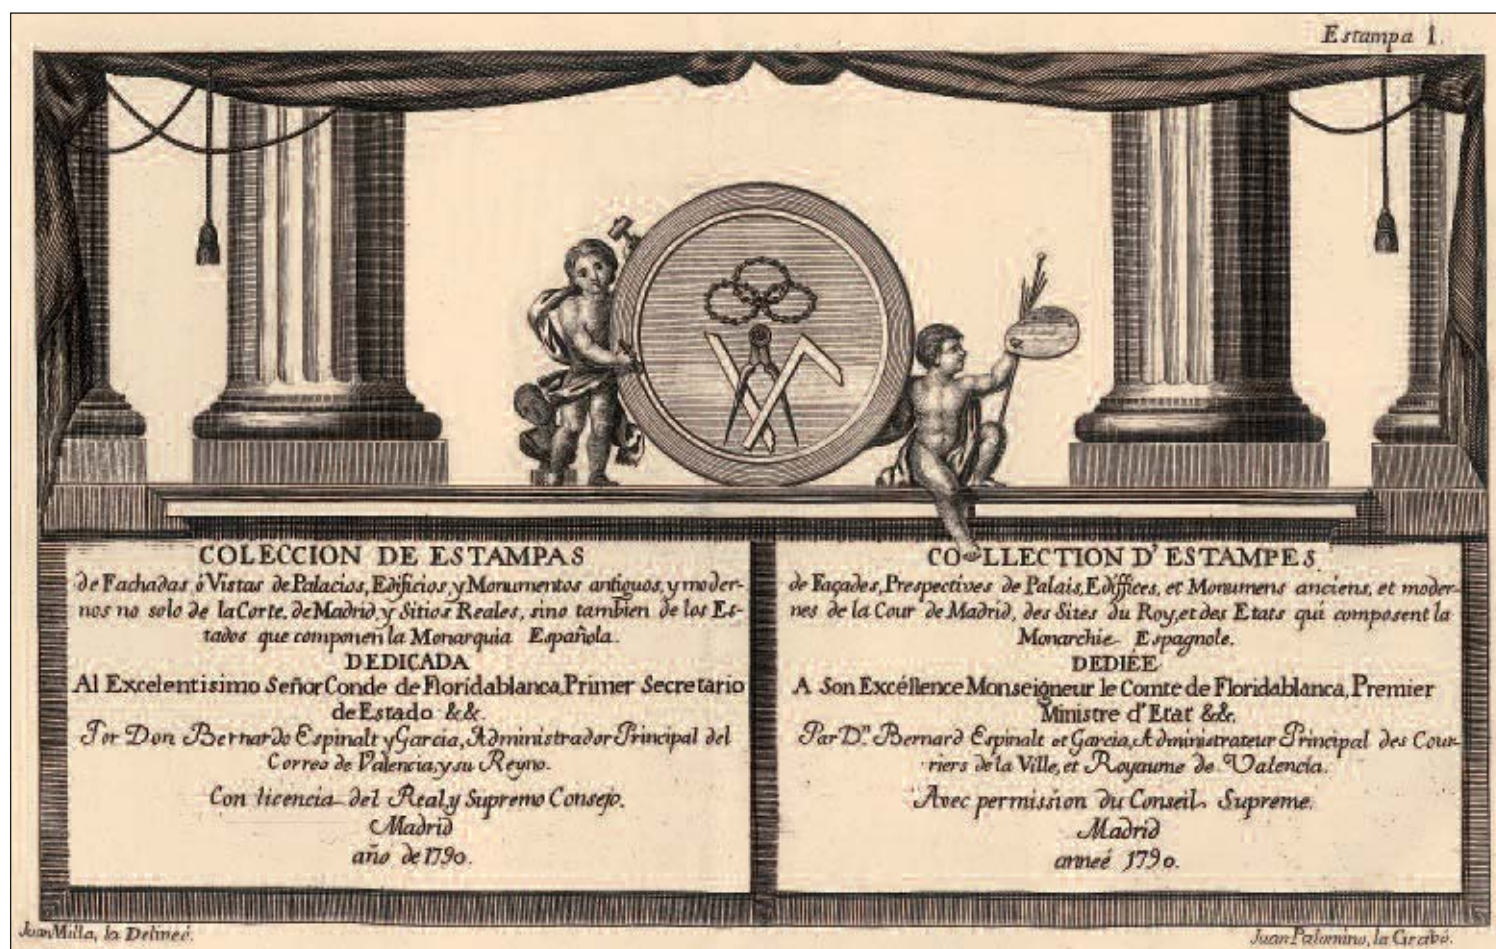 Estampa 1.
COLECCION DE ESTAMPAS
de Fachadas ò Vistas de Palacios, Edificios, y Monumentos antiguos, y moder-
nos no solo de la Corte, de Madrid, y Sitios Reales, sino tambien de los Es-
tados que componen la Monarquia Española.
DEDICADA
Al Excelentisimo Señor Conde de Floridablanca, Primer Secretario
de Estado &&.
Por Don Bernardo Espinalt y Garcia, Administrador Principal del
Correo de Valencia, y su Reyno.
Con licencia del Real, y Supremo Consejo.
Madrid
año de 1790.
COLLECTION D'ESTAMPES
de Façades, Prespectives de Palais, Ediffices, et Monumens anciens, et moder-
nes de la Cour de Madrid, des Sites du Roy, et des Etats qui composent la
Monarchie Espagnole.
DEDIÉE
A Son Excéllence Monseigneur le Comte de Floridablanca, Premier
Ministre d'Etat &&.
Par Dn. Bernard Espinalt et Garcia, Administrateur Principal des Cour-
riers de la Ville, et Royaume de Valencia.
Avec permission du Conseil Supreme.
Madrid
anneé 1790.
Juan Milla, la Delineó.
Juan Palomino, la Grabó.